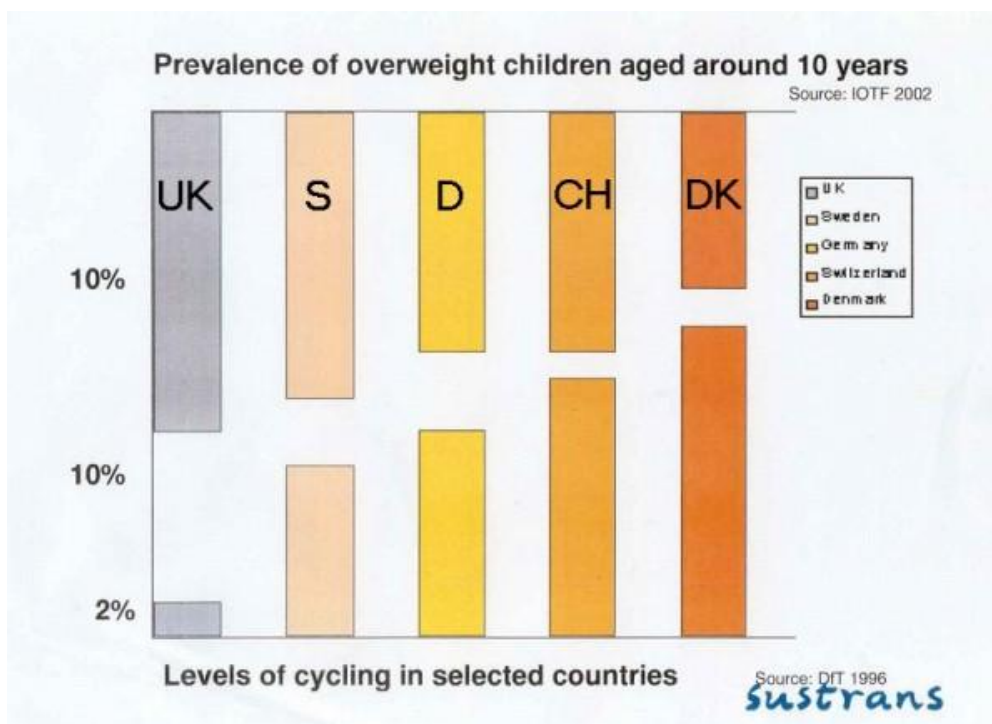 Prevalence of overweight children aged around 10 years
Source: IOTF 2002
UK S D CH DK
UK
Sweden
Germany
Switzerland
Denmark
10%
10%
2%
Levels of cycling in selected countries
Source: DfT 1996
sustrans